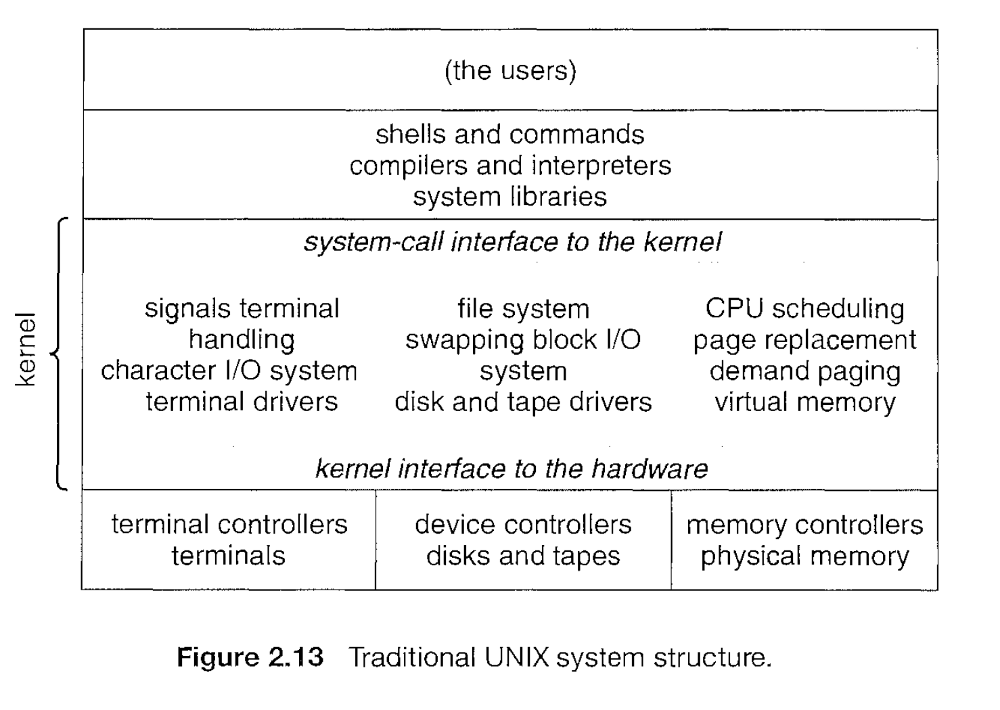 (the users)
shells and commands
compilers and interpreters
system libraries
kernel
system-call interface to the kernel
signals terminal
handling
character I/O system
terminal drivers
file system
swapping block I/O
system
disk and tape drivers
CPU scheduling
page replacement
demand paging
virtual memory
kernel interface to the hardware
terminal controllers
terminals
device controllers
disks and tapes
memory controllers
physical memory
Figure 2.13 Traditional UNIX system structure.